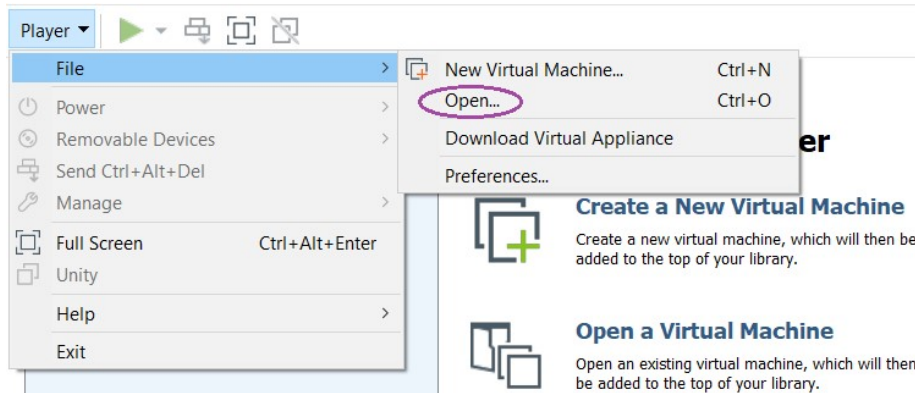 Player
File
New Virtual Machine... Ctrl+N
Open... Ctrl+O
Download Virtual Appliance
Preferences...
Power
Removable Devices
Send Ctrl+Alt+Del
Manage
Full Screen Ctrl+Alt+Enter
Unity
Help
Exit
er
Create a New Virtual Machine
Create a new virtual machine, which will then be
added to the top of your library.
Open a Virtual Machine
Open an existing virtual machine, which will then
be added to the top of your library.